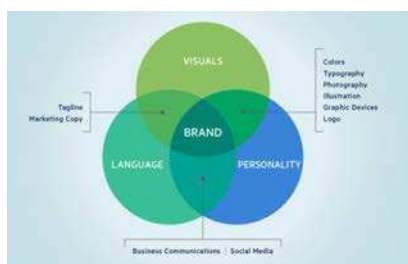 VISUALS
Colors
Typography
Photography
Illustration
Graphic Devices
Logo
Tagline
Marketing Copy
BRAND
LANGUAGE
PERSONALITY
Business Communications | Social Media